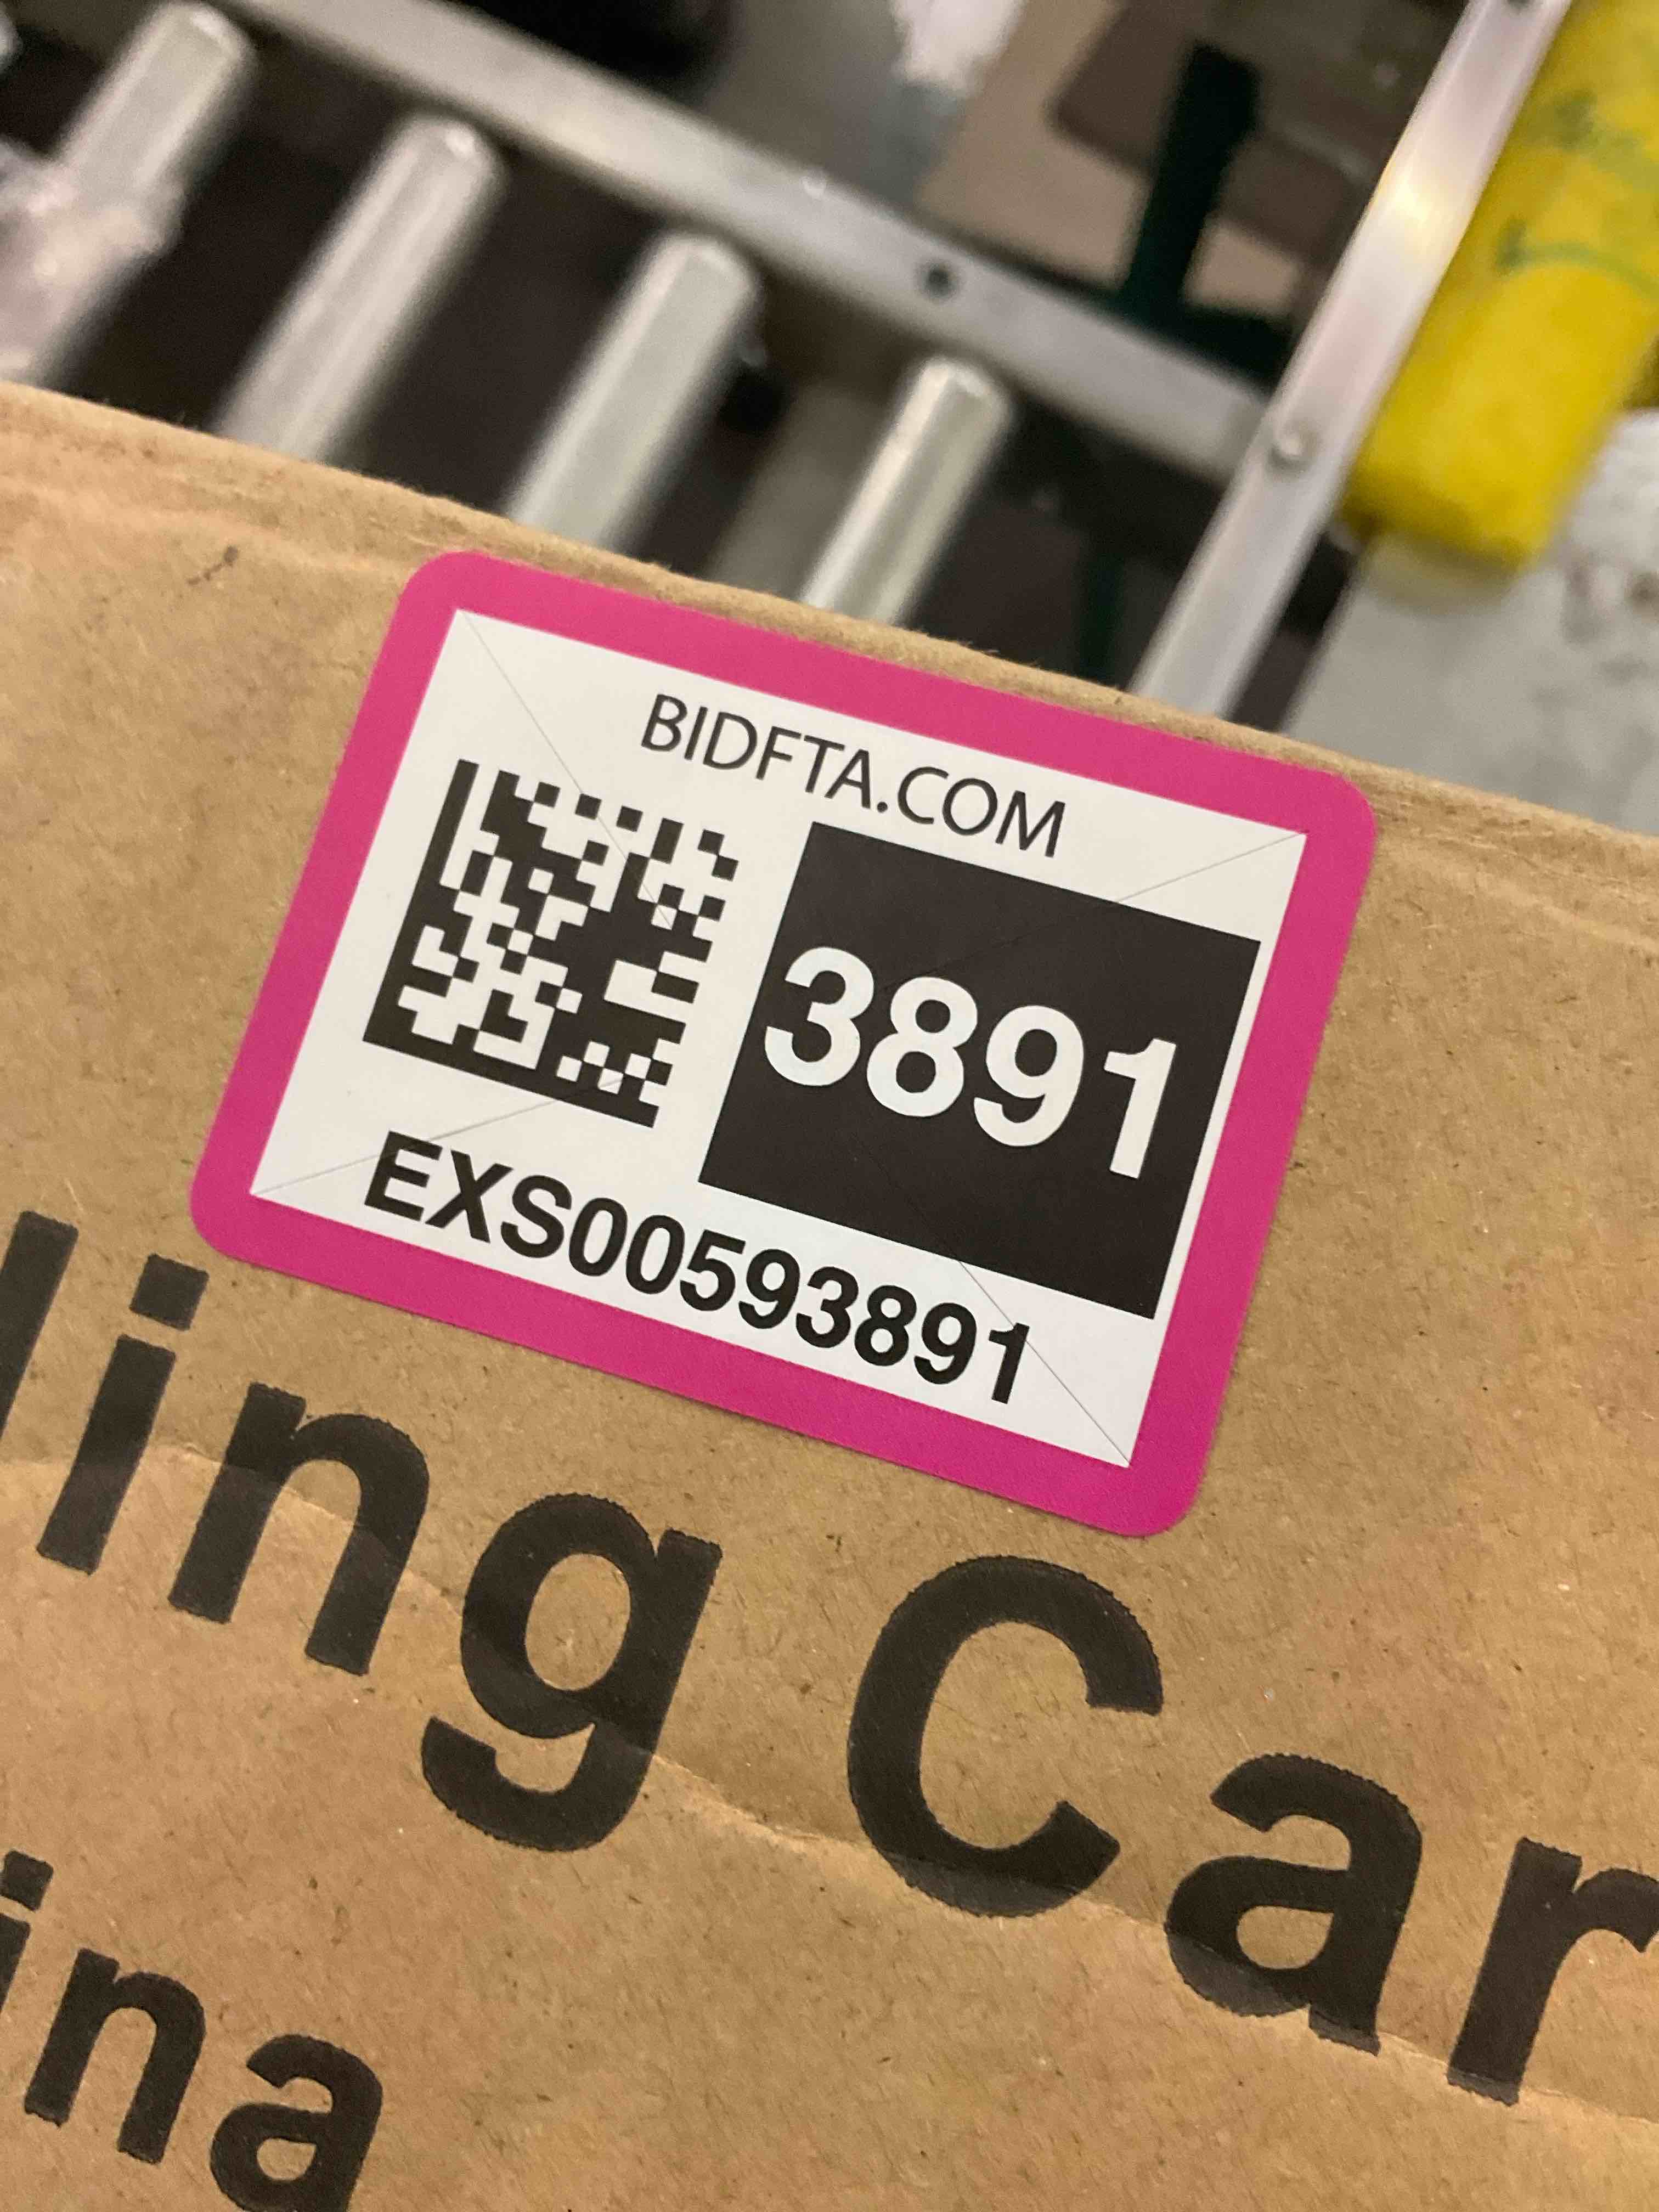 BIDFTA.COM
3891
EXS00593891
ling Car
ina